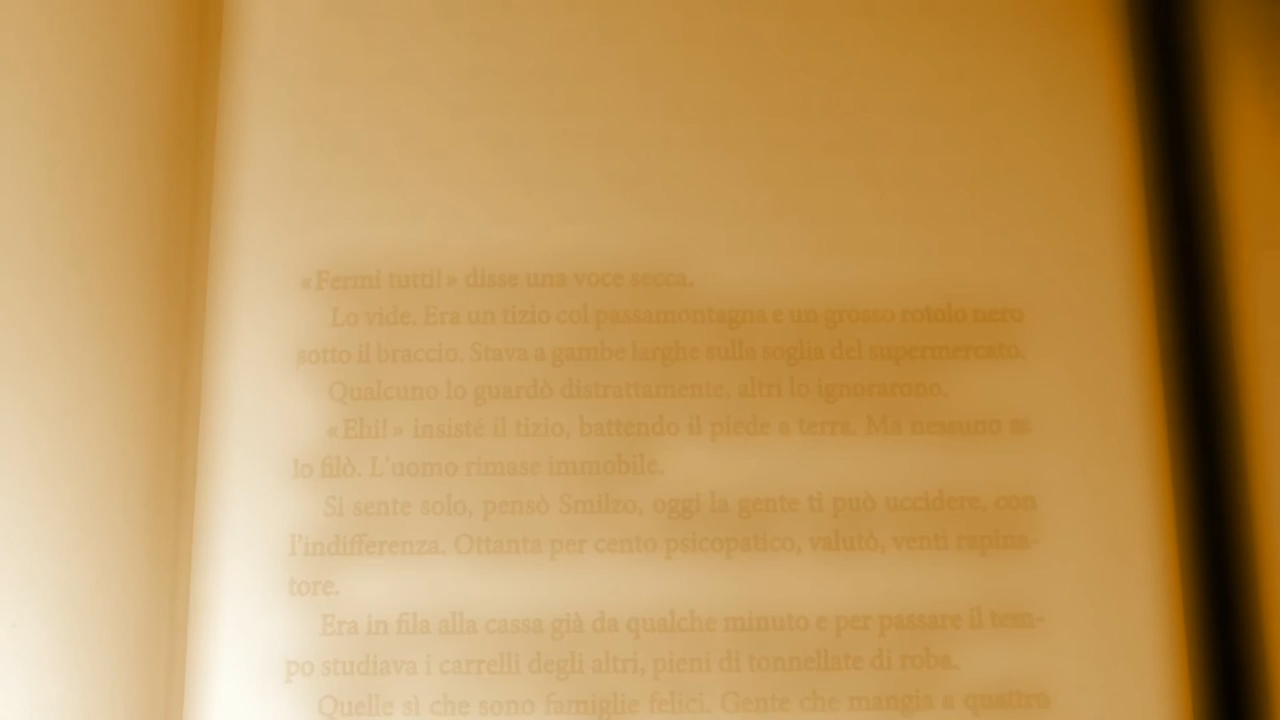 «Fermi tutti!» disse una voce secca.
Lo vide. Era un tizio col passamontagna e un grosso rotolo nero
sotto il braccio. Stava a gambe larghe sulla soglia del supermercato.
Qualcuno lo guardò distrattamente, altri lo ignorarono.
«Ehi!» insisté il tizio, battendo il piede a terra. Ma nessuno
lo filò. L'uomo rimase immobile.
Si sente solo, pensò Smilzo, oggi la gente ti può uccidere, con
l'indifferenza. Ottanta per cento psicopatico, valutò, venti rapina-
tore.
Era in fila alla cassa già da qualche minuto e per passare il tem-
po studiava i carrelli degli altri, pieni di tonnellate di roba.
Quelle sì che sono famiglie felici. Gente che mangia a quattro